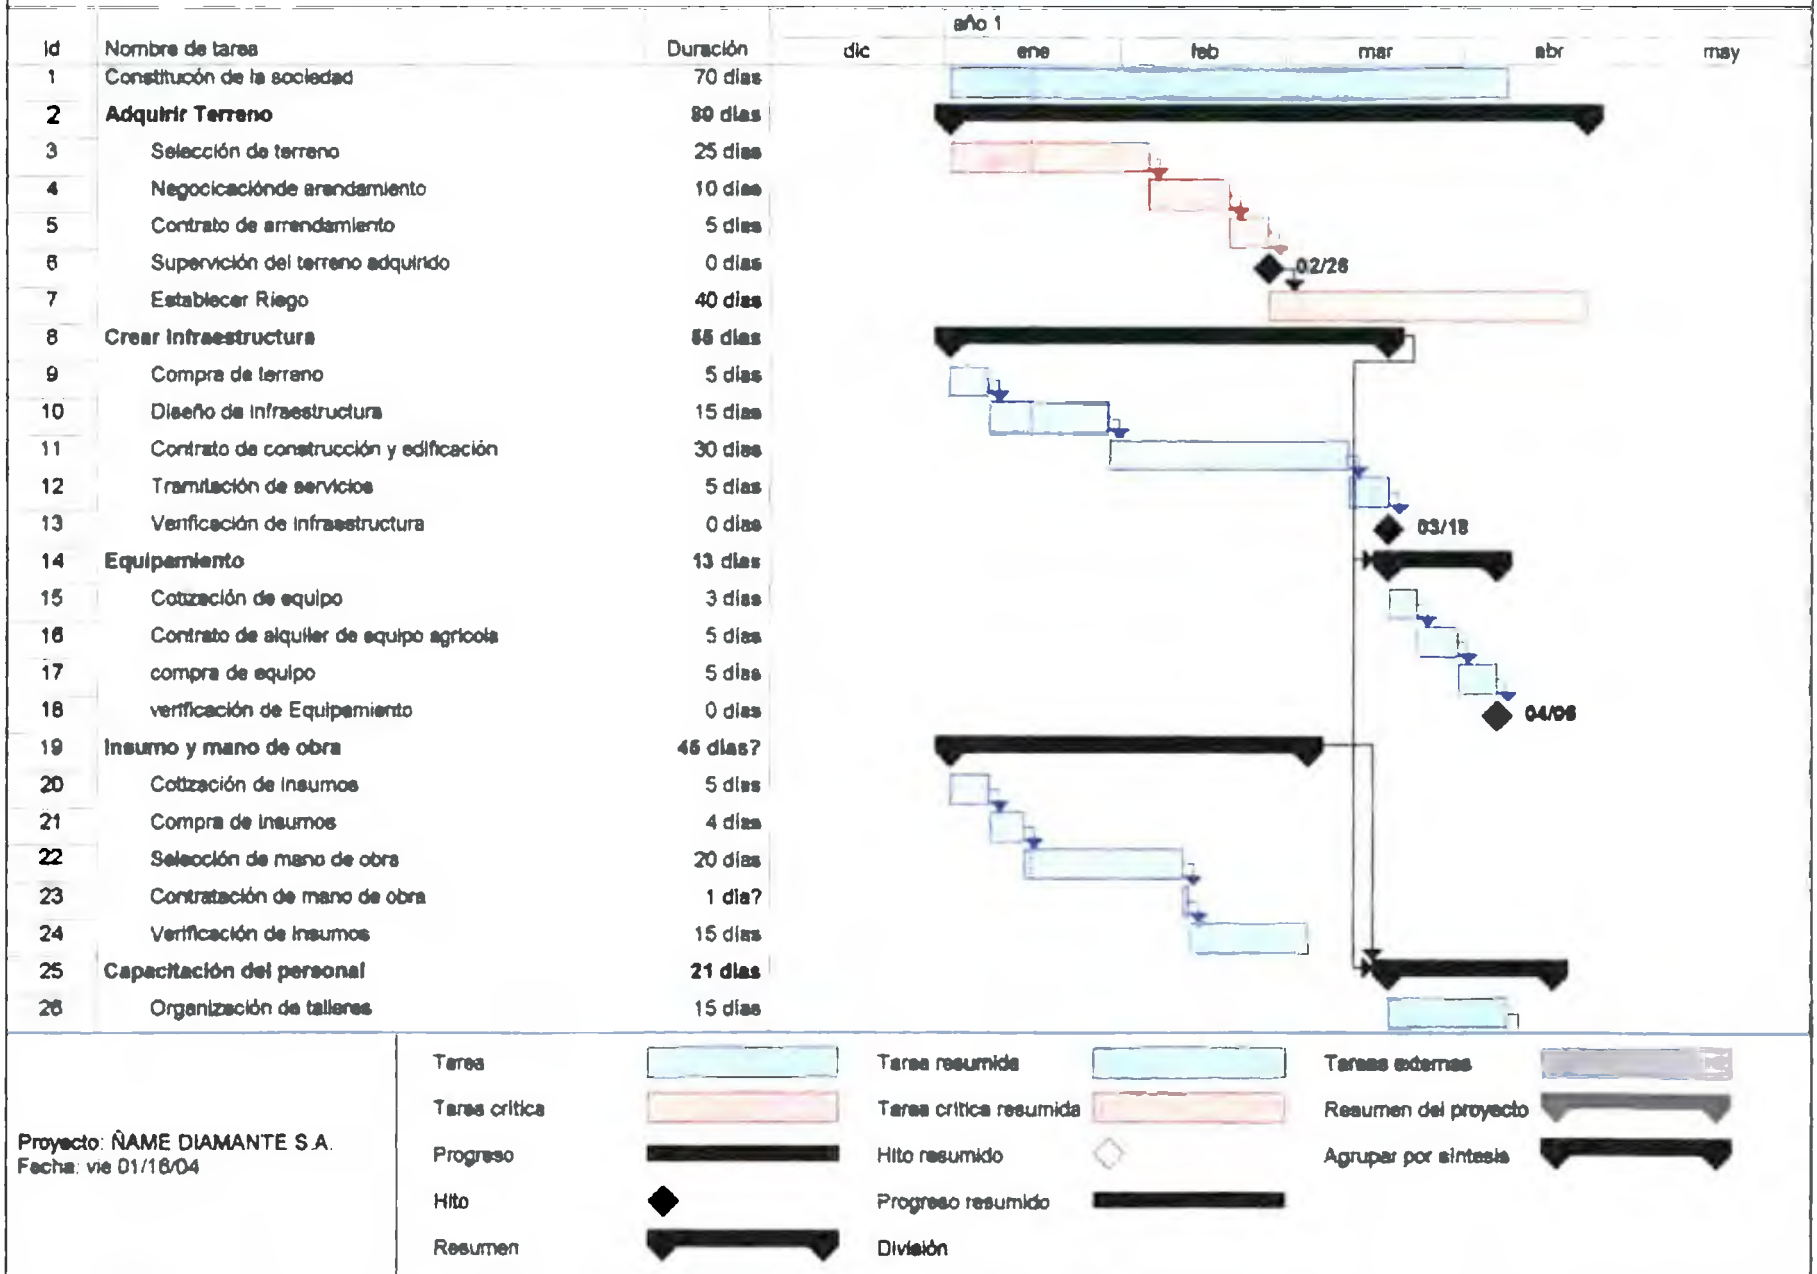 año 1
Id Nombre de tarea Duración dic ene feb mar abr may
1 Constitucón de la sociedad 70 días
2 Adquirir Terreno 80 días
3 Selección de terreno 25 días
4 Negocicaciónde arendamiento 10 días
5 Contrato de arrendamiento 5 días
6 Supervición del terreno adquirido 0 días 02/26
7 Establecer Riego 40 días
8 Crear Infraestructura 55 días
9 Compra de terreno 5 días
10 Diseño de infraestructura 15 días
11 Contrato de construcción y edificación 30 días
12 Tramitación de servicios 5 días
13 Verificación de infraestructura 0 días 03/18
14 Equipamiento 13 días
15 Cotización de equipo 3 días
16 Contrato de alquiler de equipo agrícola 5 días
17 compra de equipo 5 días
18 verificación de Equipamiento 0 días 04/06
19 Insumo y mano de obra 45 días?
20 Cotización de insumos 5 días
21 Compra de insumos 4 días
22 Selección de mano de obra 20 días
23 Contratación de mano de obra 1 día?
24 Verificación de insumos 15 días
25 Capacitación del personal 21 días
26 Organización de talleres 15 días
Proyecto: ÑAME DIAMANTE S.A.
Fecha: vie 01/16/04
Tarea Tarea resumida Tareas externas
Tarea crítica Tarea crítica resumida Resumen del proyecto
Progreso Hito resumido Agrupar por síntesis
Hito Progreso resumido
Resumen División